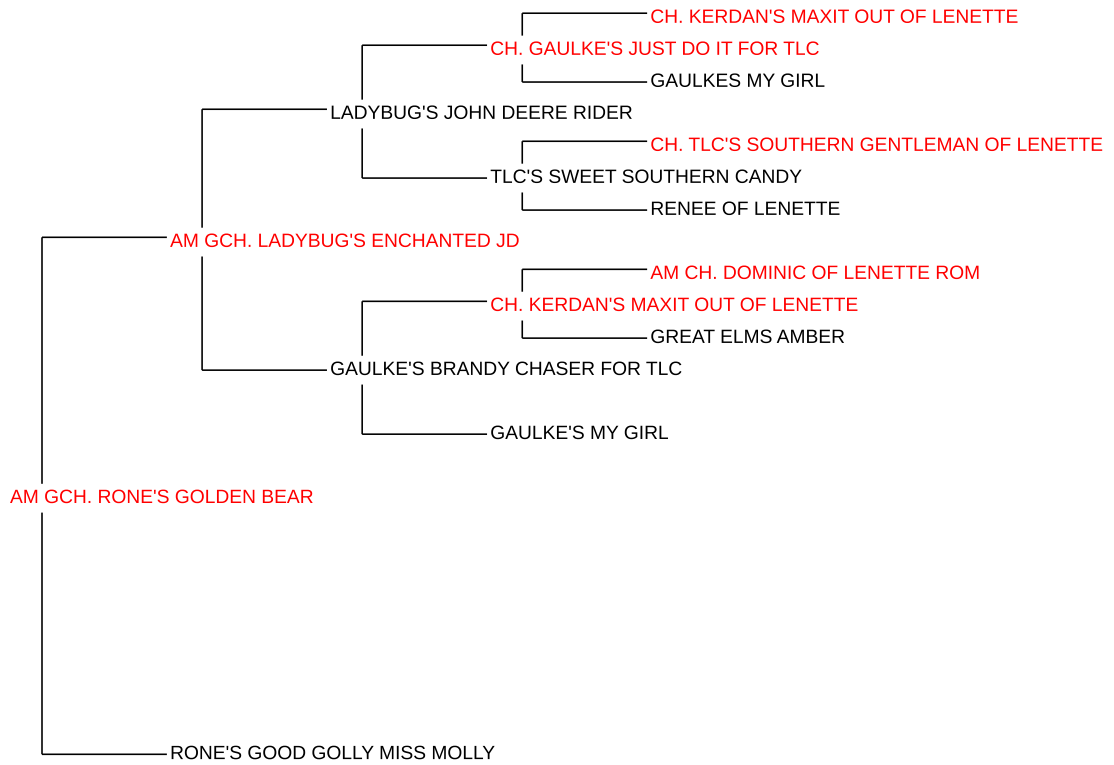 CH. KERDAN'S MAXIT OUT OF LENETTE
CH. GAULKE'S JUST DO IT FOR TLC
GAULKES MY GIRL
LADYBUG'S JOHN DEERE RIDER
CH. TLC'S SOUTHERN GENTLEMAN OF LENETTE
TLC'S SWEET SOUTHERN CANDY
RENEE OF LENETTE
AM GCH. LADYBUG'S ENCHANTED JD
AM CH. DOMINIC OF LENETTE ROM
CH. KERDAN'S MAXIT OUT OF LENETTE
GREAT ELMS AMBER
GAULKE'S BRANDY CHASER FOR TLC
GAULKE'S MY GIRL
AM GCH. RONE'S GOLDEN BEAR
RONE'S GOOD GOLLY MISS MOLLY